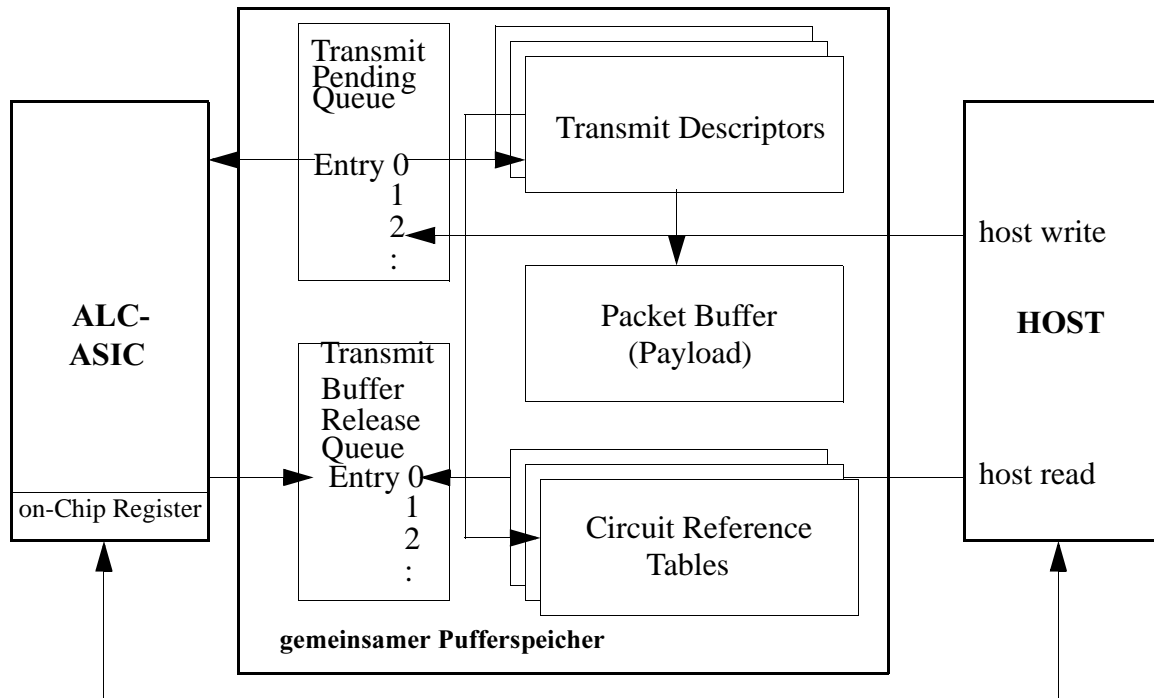 Transmit
Pending
Queue
Entry 0
1
2
:
Transmit Descriptors
Packet Buffer
(Payload)
Transmit
Buffer
Release
Queue
Entry 0
1
2
:
Circuit Reference
Tables
gemeinsamer Pufferspeicher
ALC-
ASIC
on-Chip Register
host write
HOST
host read